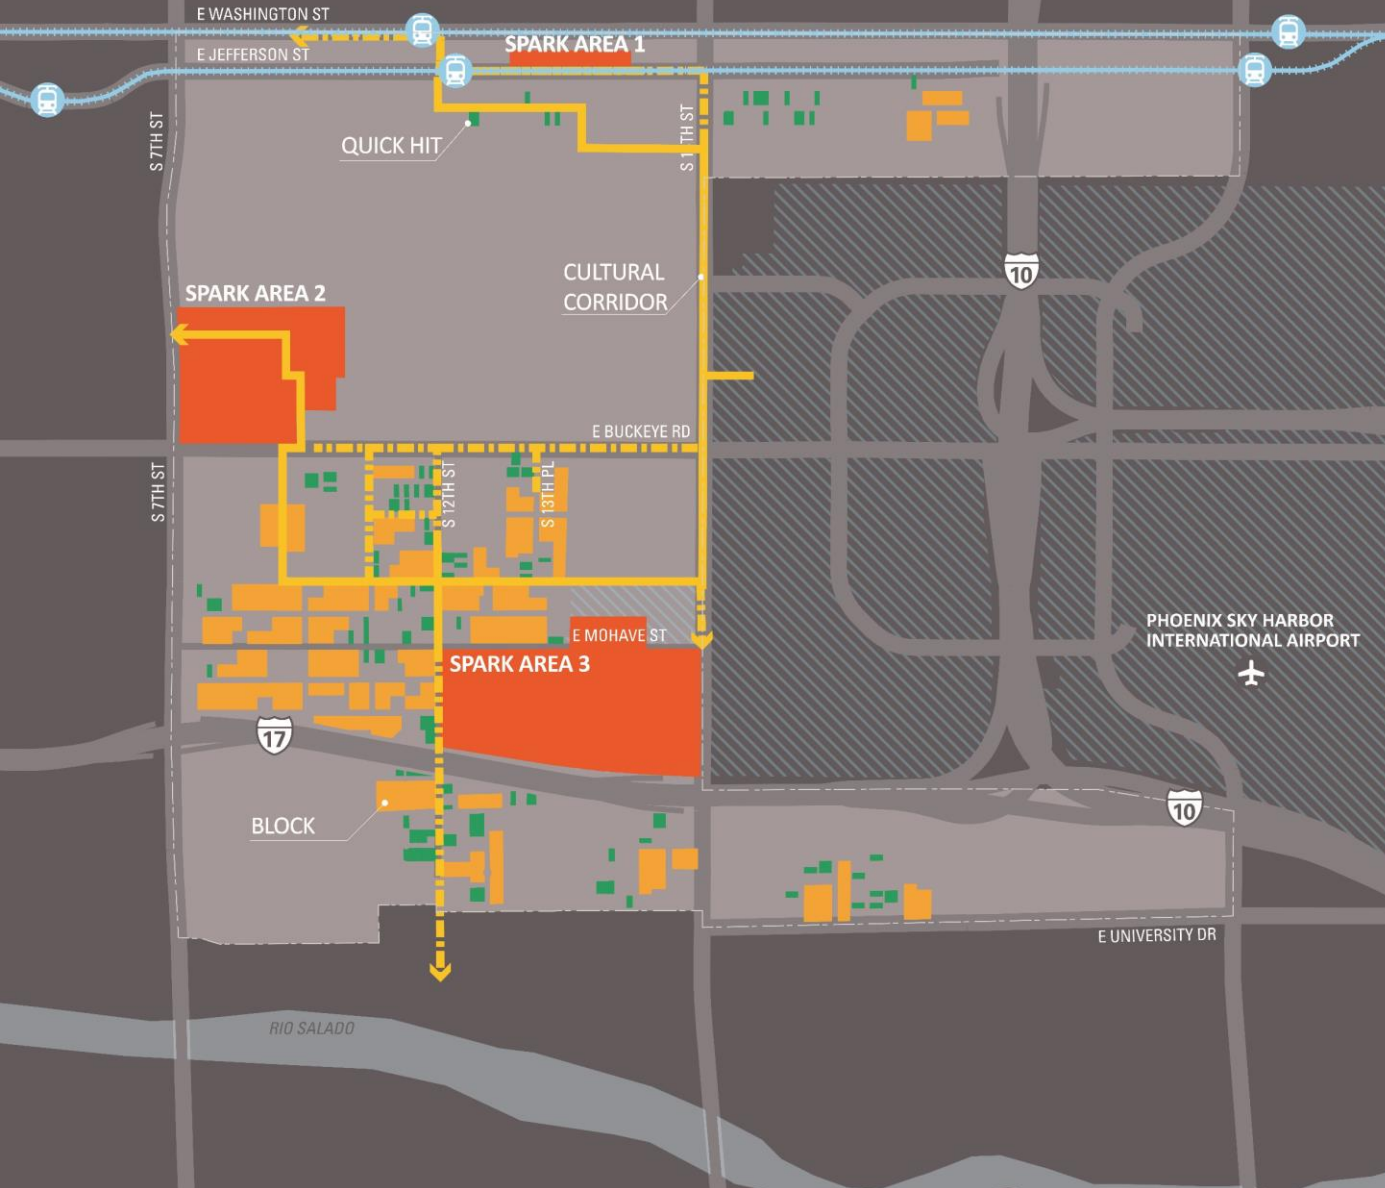 E WASHINGTON ST
SPARK AREA 1
E JEFFERSON ST
S 7TH ST
QUICK HIT
TH ST
CULTURAL
CORRIDOR
10
SPARK AREA 2
E BUCKEYE RD
S 7TH ST
S 12TH ST
S 13TH PL
PHOENIX SKY HARBOR
INTERNATIONAL AIRPORT
E MOHAVE ST
SPARK AREA 3
17
10
BLOCK
E UNIVERSITY DR
RIO SALADO